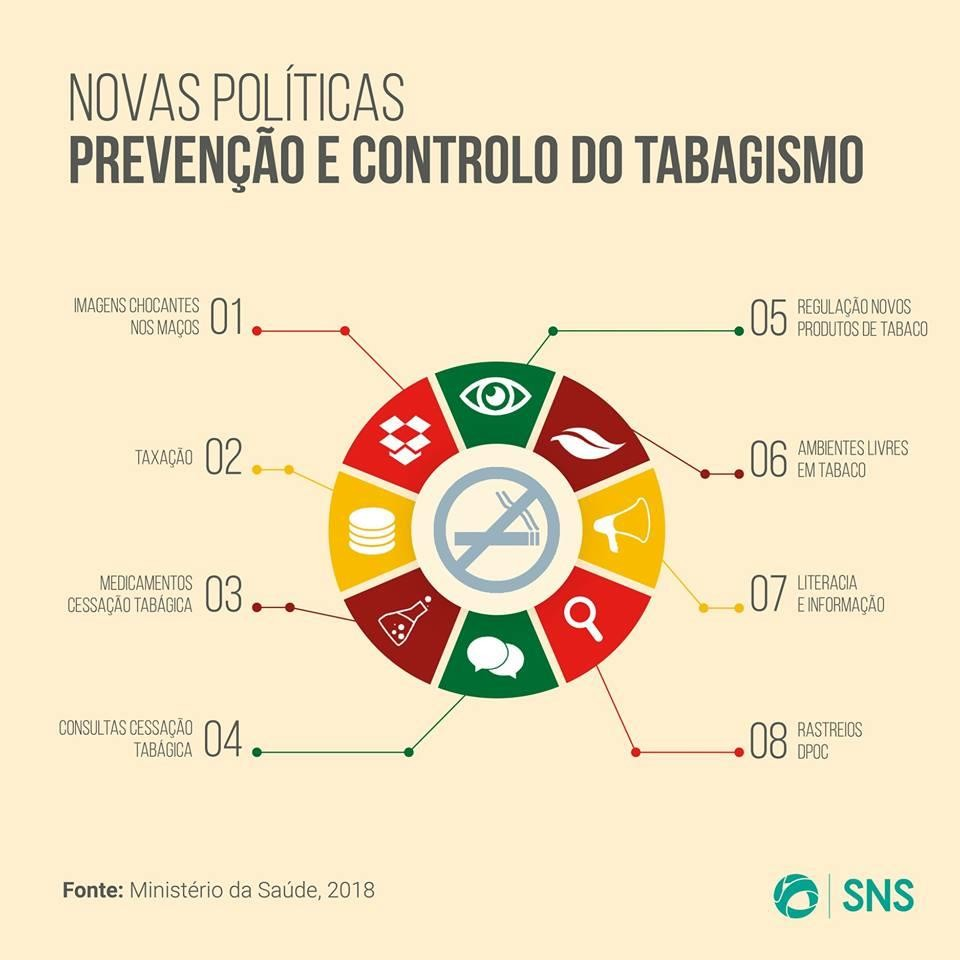 NOVAS POLÍTICAS
PREVENÇÃO E CONTROLO DO TABAGISMO
IMAGENS CHOCANTES
NOS MAÇOS
01
TAXAÇÃO
02
MEDICAMENTOS
CESSAÇÃO TABÁGICA
03
CONSULTAS CESSAÇÃO
TABÁGICA
04
05
REGULAÇÃO NOVOS
PRODUTOS DE TABACO
06
AMBIENTES LIVRES
EM TABACO
07
LITERACIA
E INFORMAÇÃO
08
RASTREIOS
DPOC
Fonte: Ministério da Saúde, 2018
SNS